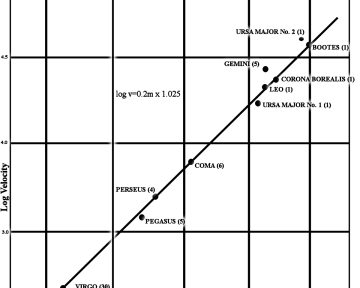 URSA MAJOR No. 2 (1)
BOOTES (1)
4.5
GEMINI (5)
CORONA BOREALIS (1)
LEO (1)
log v=0.2m x 1.025
URSA MAJOR No. 1 (1)
4.0
COMA (6)
Log Velocity
PERSEUS (4)
PEGASUS (5)
3.0
VIRGO (30)